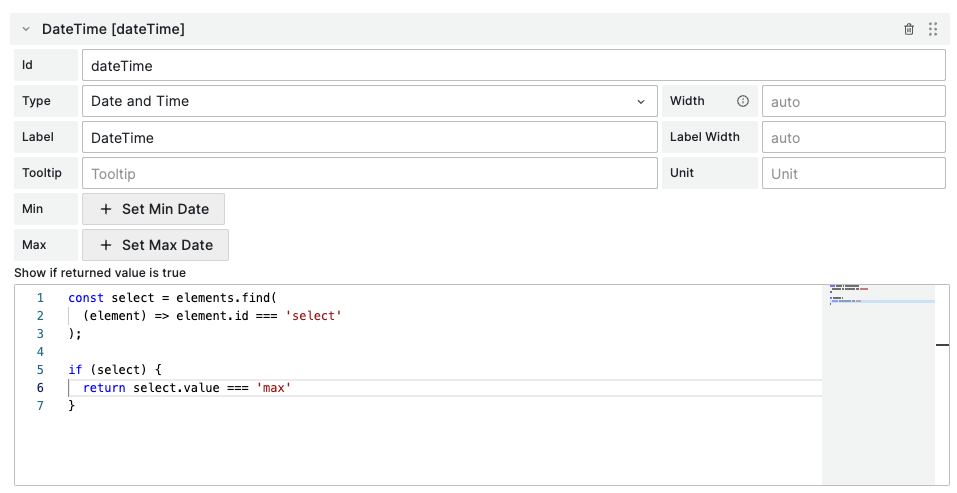 DateTime [dateTime]
Id dateTime
Type Date and Time Width auto
Label DateTime Label Width auto
Tooltip Tooltip Unit Unit
Min + Set Min Date
Max + Set Max Date
Show if returned value is true
1 const select = elements.find(
2 (element) => element.id === 'select'
3 );
4
5 if (select) {
6 return select.value === 'max'
7 }